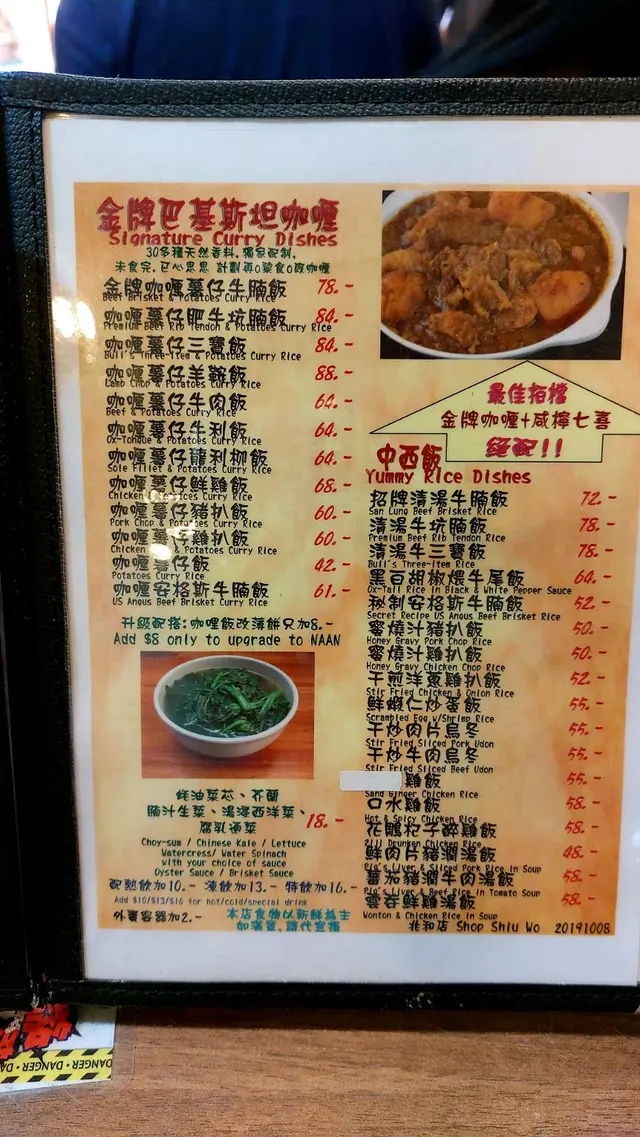 金牌巴基斯坦咖喱
Signature Curry Dishes
30多種天然香料,獨家配制,
未食完,已心思思 計劃再o黎食o政咖喱
金牌咖喱薯仔牛腩飯 78.-
Beef Brisket & Potatoes Curry Rice
咖喱薯仔肥牛坑腩飯 84.-
Premium Beef Rib Tendon & Potatoes Curry Rice
咖喱薯仔三寶飯 84.-
Bull's Three-Item & Potatoes Curry Rice
咖喱薯仔羊鞍飯 88.-
Lamb Chop & Potatoes Curry Rice
咖喱薯仔牛肉飯 64.-
Beef & Potatoes Curry Rice
咖喱薯仔牛脷飯 64.-
Ox-Tongue & Potatoes Curry Rice
咖喱薯仔龍脷柳飯 64.-
Sole Fillet & Potatoes Curry Rice
咖喱薯仔鮮雞飯 68.-
Chicken & Potatoes Curry Rice
咖喱薯仔豬扒飯 60.-
Pork Chop & Potatoes Curry Rice
咖喱薯仔雞扒飯 60.-
Chicken & Potatoes Curry Rice
咖喱薯仔飯 42.-
Potatoes Curry Rice
咖喱安格斯牛腩飯 61.-
US Angus Beef Brisket Curry Rice
升級配搭:咖喱飯改薄餅只加8.-
Add $8 only to upgrade to NAAN
蠔油菜芯、芥蘭
腩汁生菜、湯浸西洋菜、
腐乳通菜 18.-
Choy-sum / Chinese Kale / Lettuce
Watercress/ Water Spinach
with your choice of sauce
Oyster Sauce / Brisket Sauce
配熱飲加10.- 凍飲加13.- 特飲加16.-
Add $10/$13/$16 for hot/cold/special drink
外賣容器加2.-
本店食物以新鮮為主
如滿意,請代宣揚
最佳拍檔
金牌咖喱+咸檸七喜
絕配!!
中西飯
Yummy Rice Dishes
招牌清湯牛腩飯 72.-
San Lung Beef Brisket Rice
清湯牛坑腩飯 78.-
Premium Beef Rib Tendon Rice
清湯牛三寶飯 78.-
Bull's Three-Item Rice
黑白胡椒煨牛尾飯 64.-
Ox-Tail Rice in Black & White Pepper Sauce
秘制安格斯牛腩飯 52.-
Secret Recipe US Angus Beef Brisket Rice
蜜燒汁豬扒飯 50.-
Honey Gravy Pork Chop Rice
蜜燒汁雞扒飯 50.-
Honey Gravy Chicken Chop Rice
干煎洋蔥雞扒飯 52.-
Stir Fried Chicken & Onion Rice
鮮蝦仁炒蛋飯 55.-
Scrambled Egg w/Shrimp Rice
干炒肉片烏冬 55.-
Stir Fried Sliced Pork Udon
干炒牛肉烏冬 55.-
Stir Fried Sliced Beef Udon
雞飯 55.-
Sand Ginger Chicken Rice
口水雞飯 58.-
Hot & Spicy Chicken Rice
花鵰杞子醉雞飯 58.-
Drunken Chicken Rice
鮮肉片豬潤湯飯 48.-
Pig's Liver & Sliced Pork Rice in Soup
蕃茄豬潤牛肉湯飯 58.-
Pig's Liver & Beef Rice in Tomato Soup
雲吞鮮雞湯飯 58.-
Wonton & Chicken Rice in Soup
兆和店 Shop Shiu Wo 20191008
DANGER · DANGER · DANGER